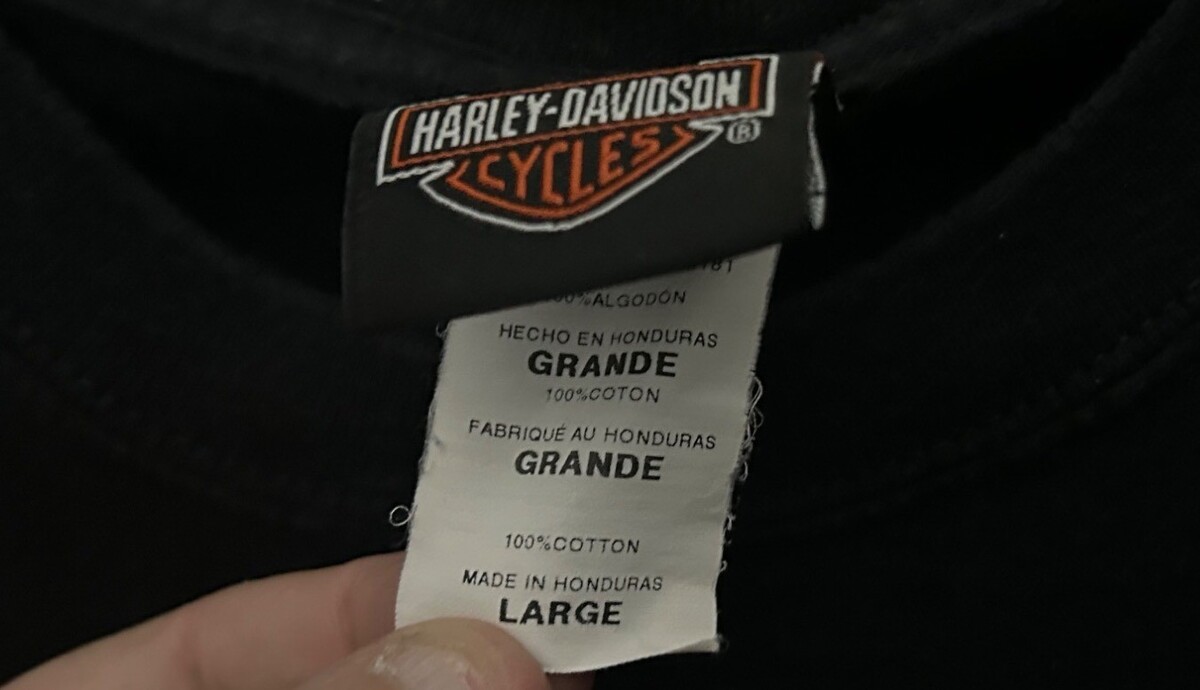 HARLEY-DAVIDSON
CYCLES®
%ALGODÓN
HECHO EN HONDURAS
GRANDE
100%COTON
FABRIQUÉ AU HONDURAS
GRANDE
100%COTTON
MADE IN HONDURAS
LARGE